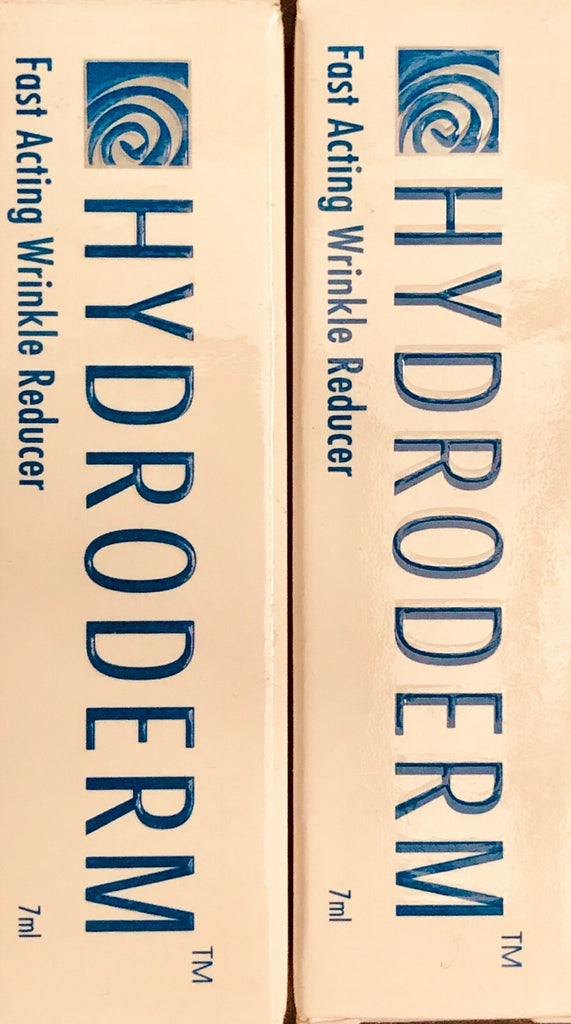 HYDRODERM™
Fast Acting Wrinkle Reducer
7ml
HYDRODERM™
Fast Acting Wrinkle Reducer
7ml